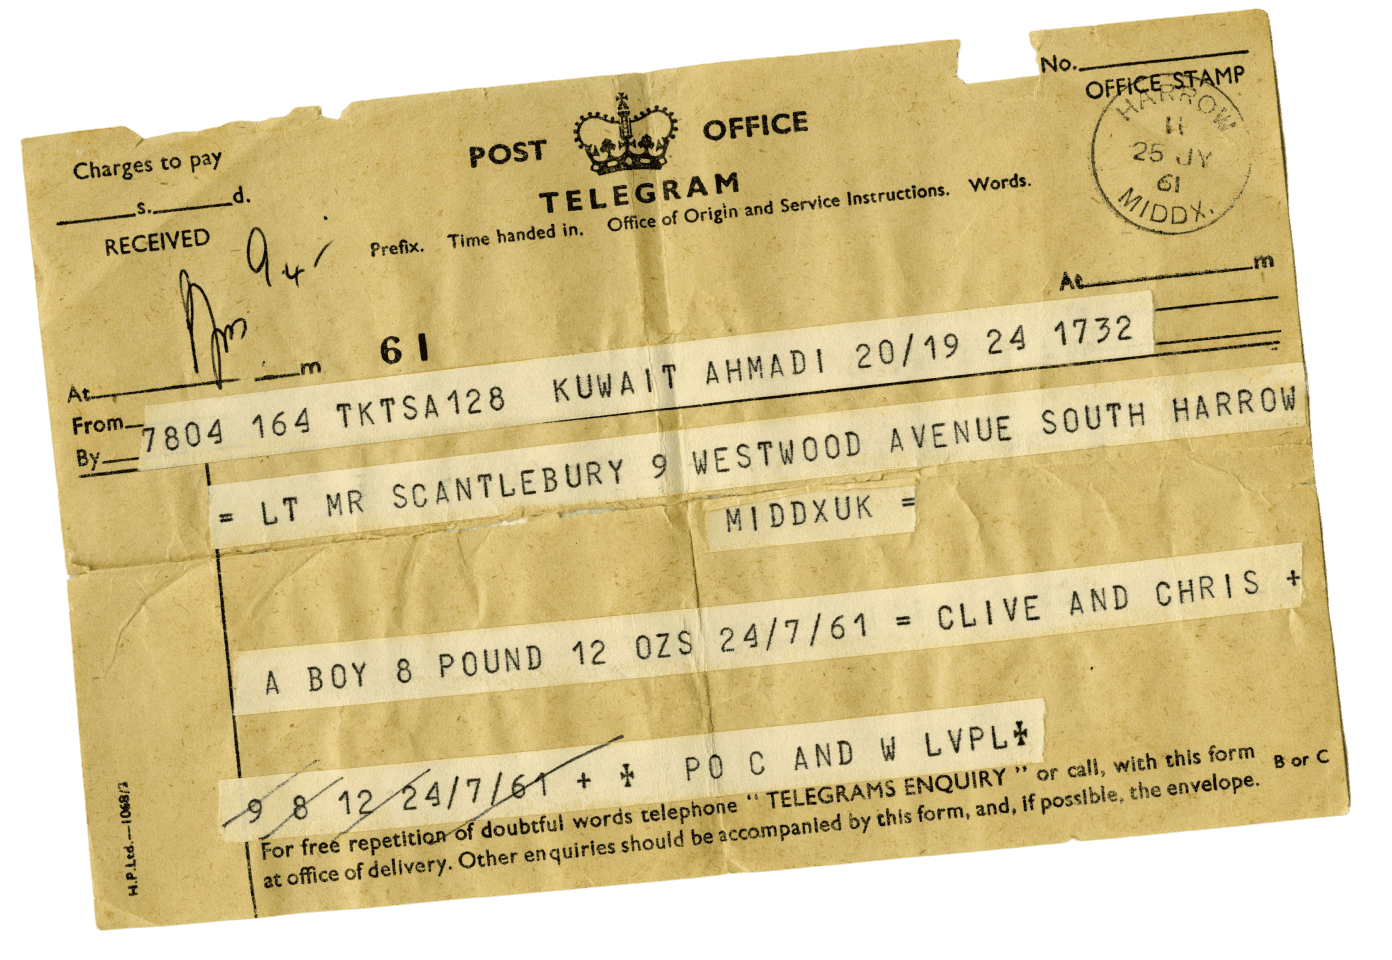 No.
OFFICE STAMP
HARROW
11
25 JY
61
MIDDX.
Charges to pay
s. d.
RECEIVED
POST OFFICE
TELEGRAM
Prefix. Time handed in. Office of Origin and Service Instructions. Words.
At m
61
At m
From
By
7804 164 TKTSA128 KUWAIT AHMADI 20/19 24 1732
= LT MR SCANTLEBURY 9 WESTWOOD AVENUE SOUTH HARROW
MIDDXUK =
A BOY 8 POUND 12 OZS 24/7/61 = CLIVE AND CHRIS +
9 8 12 24/7/61 + ✠ PO C AND W LVPL✠
For free repetition of doubtful words telephone " TELEGRAMS ENQUIRY " or call, with this form
at office of delivery. Other enquiries should be accompanied by this form, and, if possible, the envelope.
B or C
H.P.Ltd.—1068/2